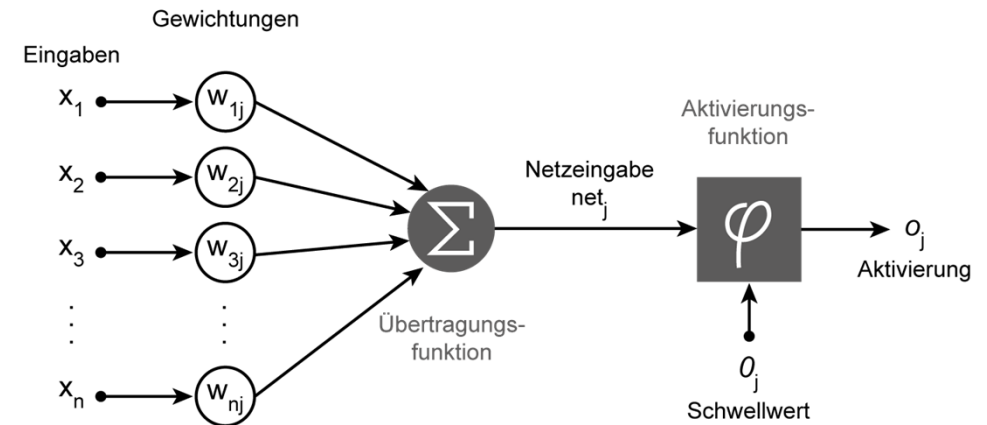 Gewichtungen
Eingaben
x1
w1j
x2
w2j
x3
w3j
xn
wnj
Σ
Übertragungs-
funktion
Netzeingabe
netj
Aktivierungs-
funktion
φ
oj
Aktivierung
0j
Schwellwert